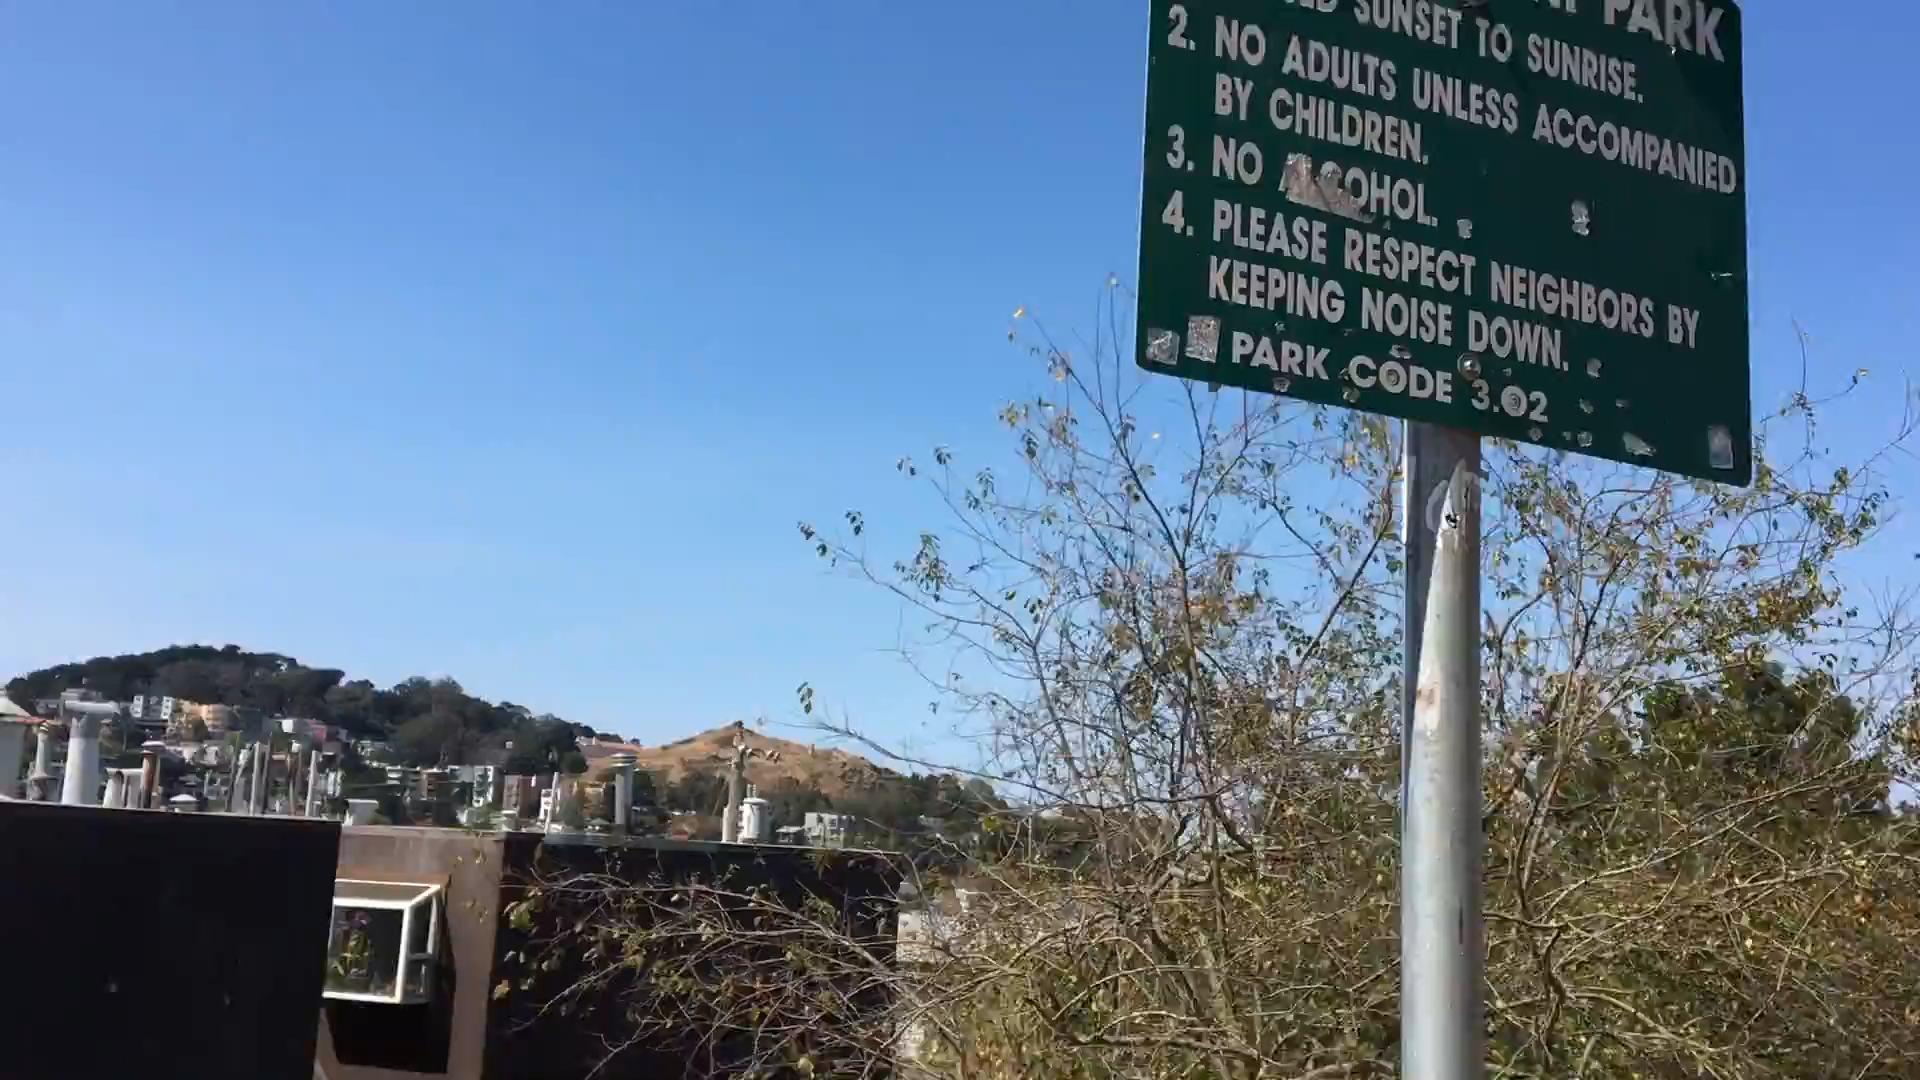 PARK
SUNSET TO SUNRISE.
2. NO ADULTS UNLESS ACCOMPANIED
BY CHILDREN.
3. NO ALCOHOL.
4. PLEASE RESPECT NEIGHBORS BY
KEEPING NOISE DOWN.
PARK CODE 3.02